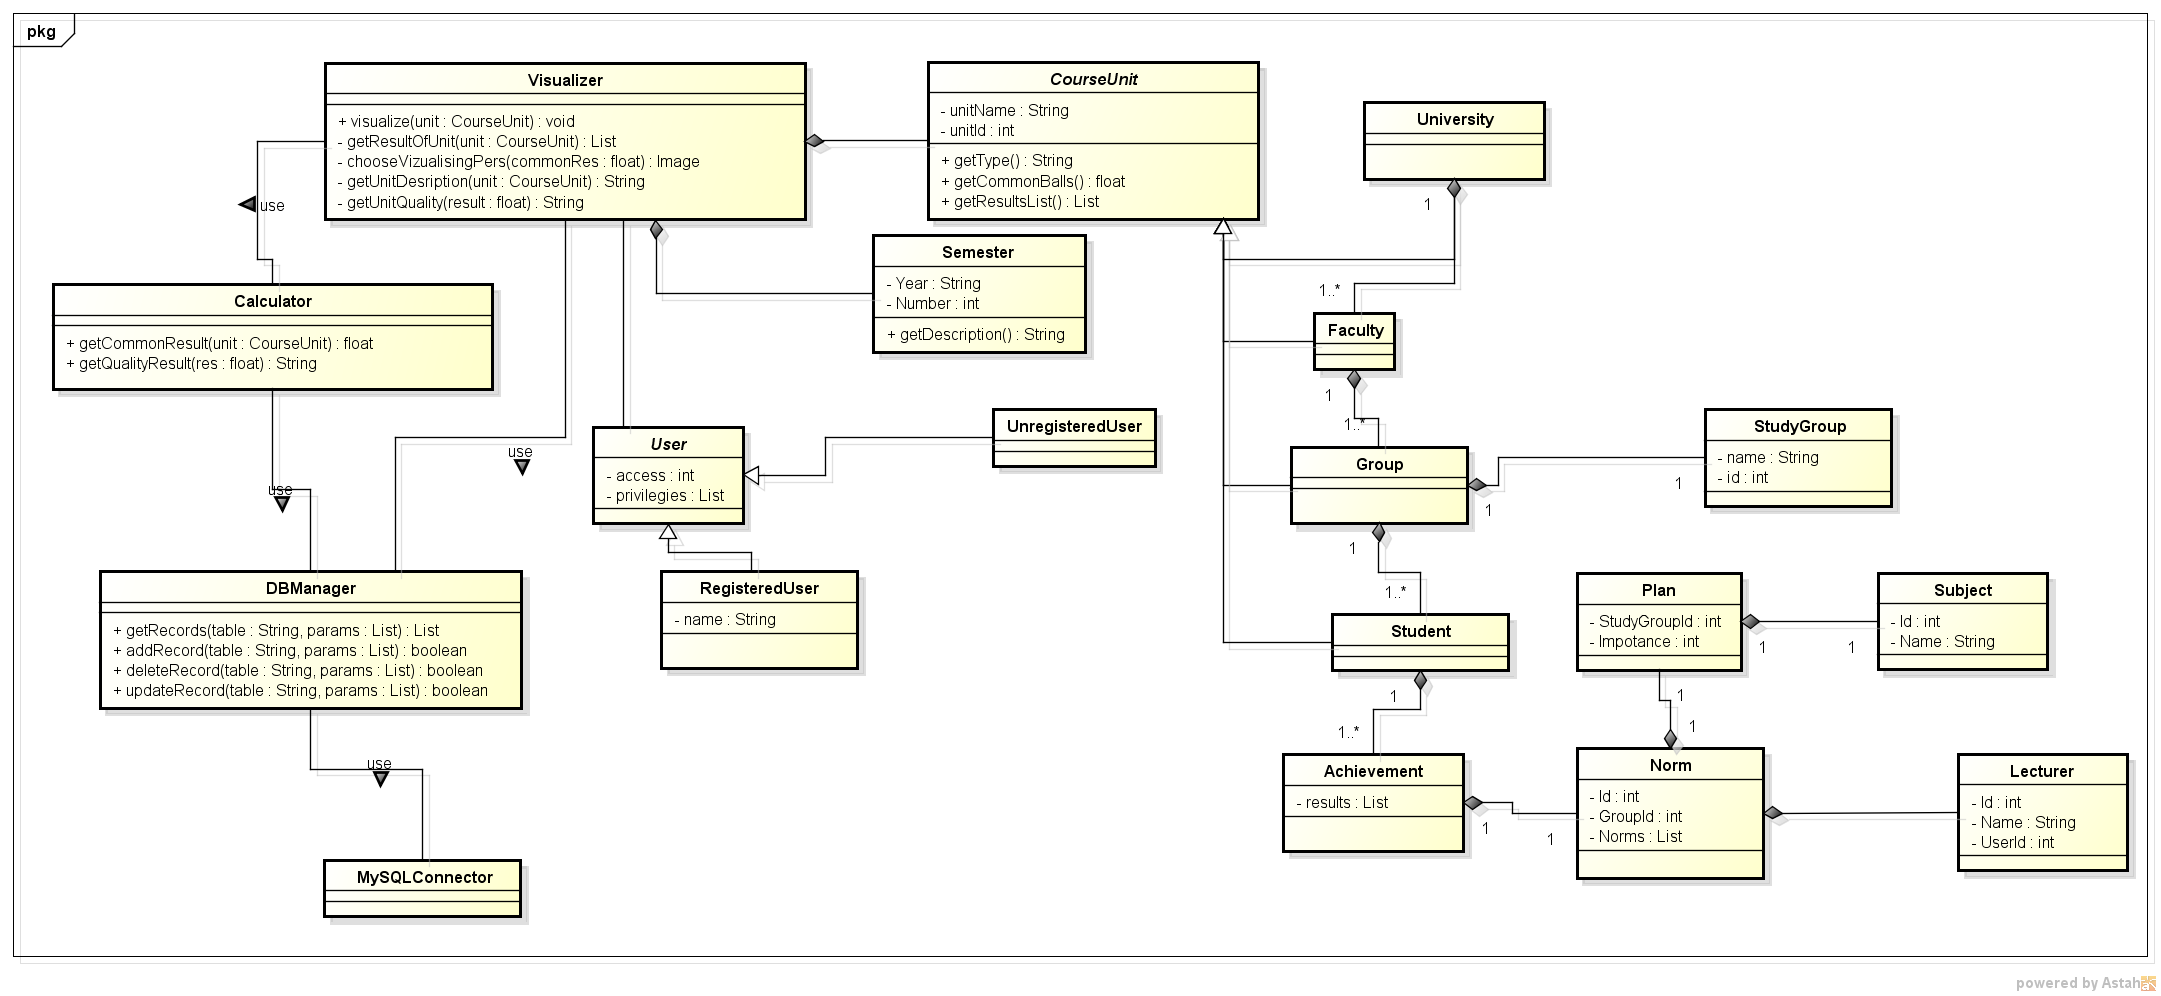 pkg
Visualizer
+ visualize(unit : CourseUnit) : void
- getResultOfUnit(unit : CourseUnit) : List
- chooseVizualisingPers(commonRes : float) : Image
- getUnitDesription(unit : CourseUnit) : String
- getUnitQuality(result : float) : String
CourseUnit
- unitName : String
- unitId : int
+ getType() : String
+ getCommonBalls() : float
+ getResultsList() : List
University
1
1..*
use
Semester
- Year : String
- Number : int
+ getDescription() : String
Calculator
+ getCommonResult(unit : CourseUnit) : float
+ getQualityResult(res : float) : String
Faculty
1
1..*
use
use
User
- access : int
- privilegies : List
UnregisteredUser
RegisteredUser
- name : String
Group
1
1
1
1..*
StudyGroup
- name : String
- id : int
DBManager
+ getRecords(table : String, params : List) : List
+ addRecord(table : String, params : List) : boolean
+ deleteRecord(table : String, params : List) : boolean
+ updateRecord(table : String, params : List) : boolean
Student
1
1..*
Plan
- StudyGroupId : int
- Impotance : int
1
1
Subject
- Id : int
- Name : String
1
1
use
MySQLConnector
Achievement
- results : List
1
1
Norm
- Id : int
- GroupId : int
- Norms : List
Lecturer
- Id : int
- Name : String
- UserId : int
powered by Astah